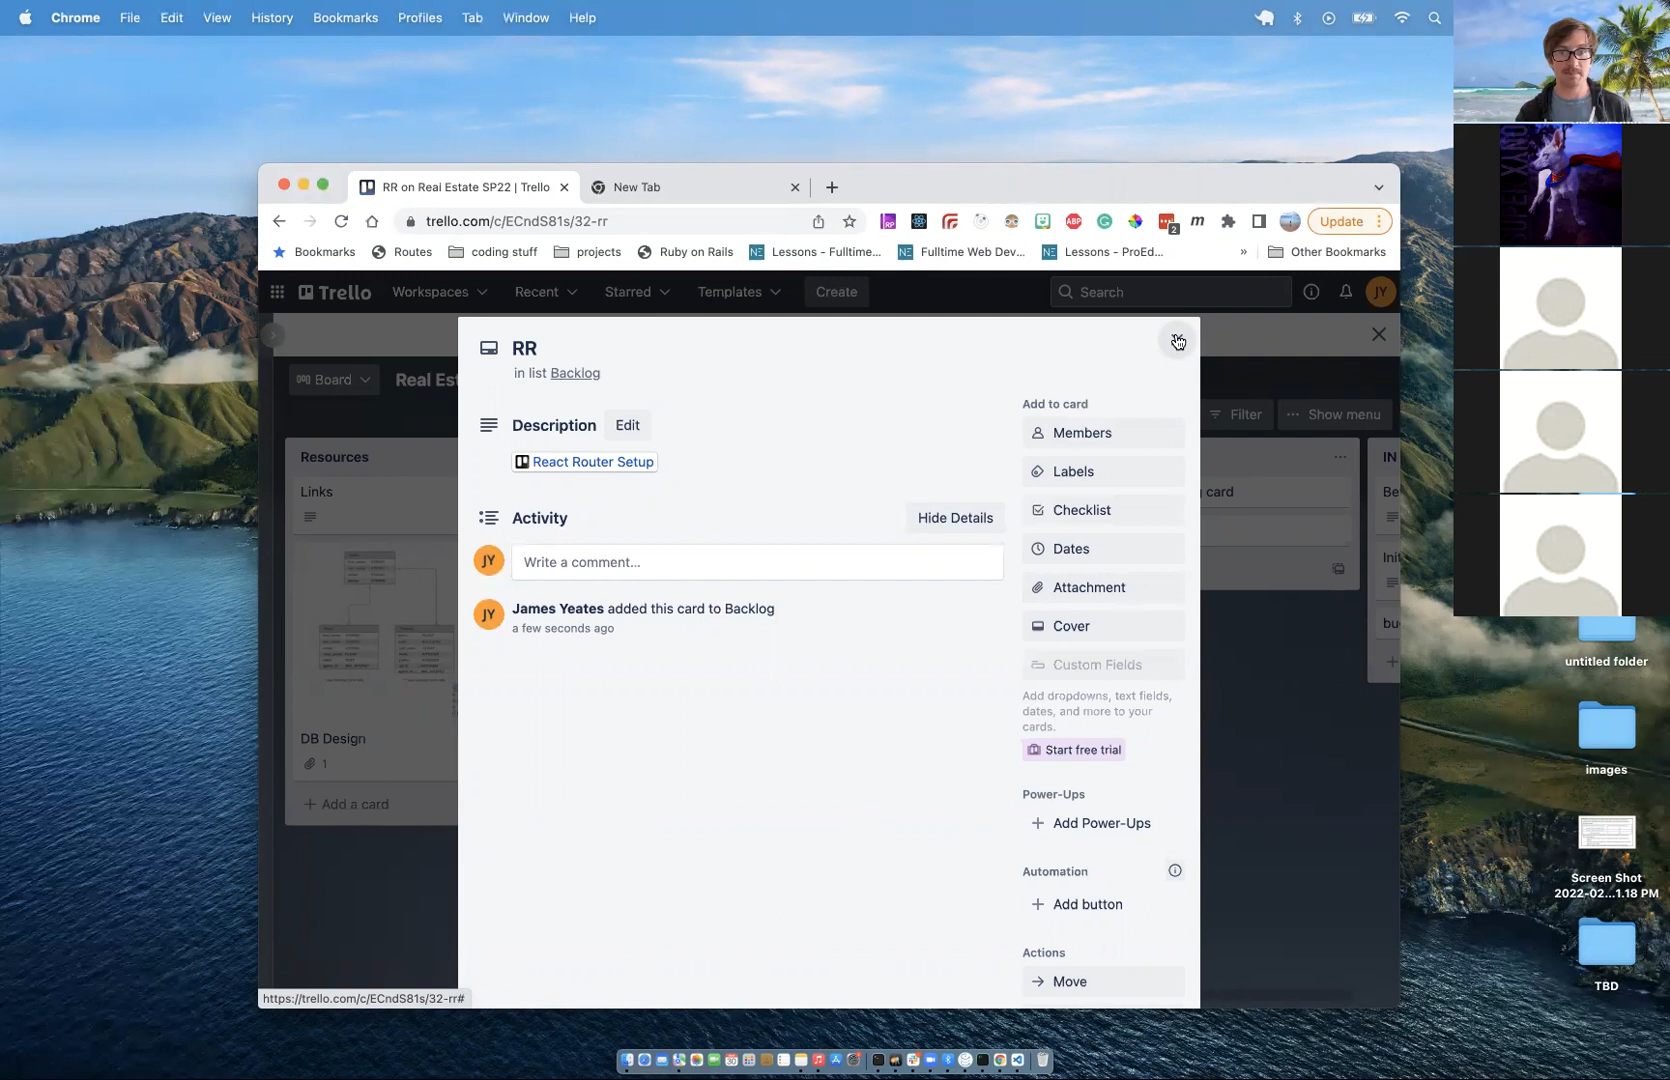 Chrome File Edit View History Bookmarks Profiles Tab Window Help
RR on Real Estate SP22 | Trello
New Tab
trello.com/c/ECndS81s/32-rr
2
Update
Bookmarks
Routes
coding stuff
projects
Ruby on Rails
Lessons - Fulltime...
Fulltime Web Dev...
Lessons - ProEd...
»
Other Bookmarks
Trello
Workspaces
Recent
Starred
Templates
Create
Search
JY
RR
in list Backlog
Board
Real Est
Filter
Show menu
Description
Edit
React Router Setup
Activity
Hide Details
JY
Write a comment...
JY
James Yeates added this card to Backlog
a few seconds ago
Add to card
Members
Labels
Checklist
Dates
Attachment
Cover
Custom Fields
Add dropdowns, text fields,
dates, and more to your
cards.
Start free trial
Power-Ups
+ Add Power-Ups
Automation
+ Add button
Actions
Move
Resources
Links
DB Design
1
+ Add a card
card
IN
Be
Init
bu
https://trello.com/c/ECndS81s/32-rr#
untitled folder
images
Screen Shot
2022-02...1.18 PM
TBD